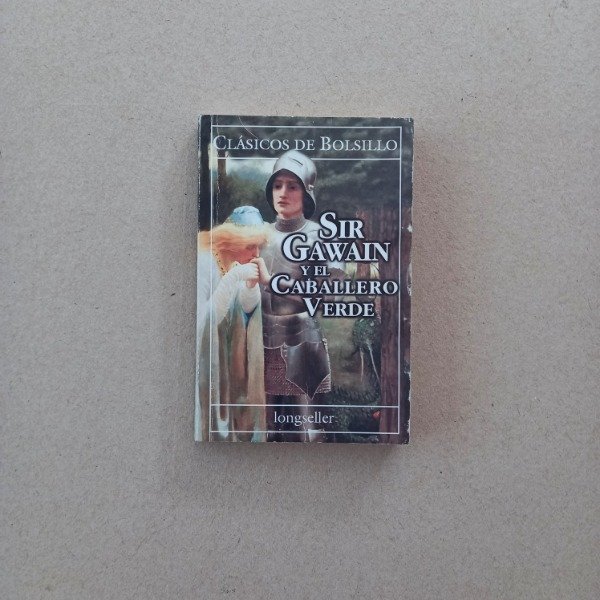 CLÁSICOS DE BOLSILLO
SIR
GAWAIN
Y EL
CABALLERO
VERDE
longseller